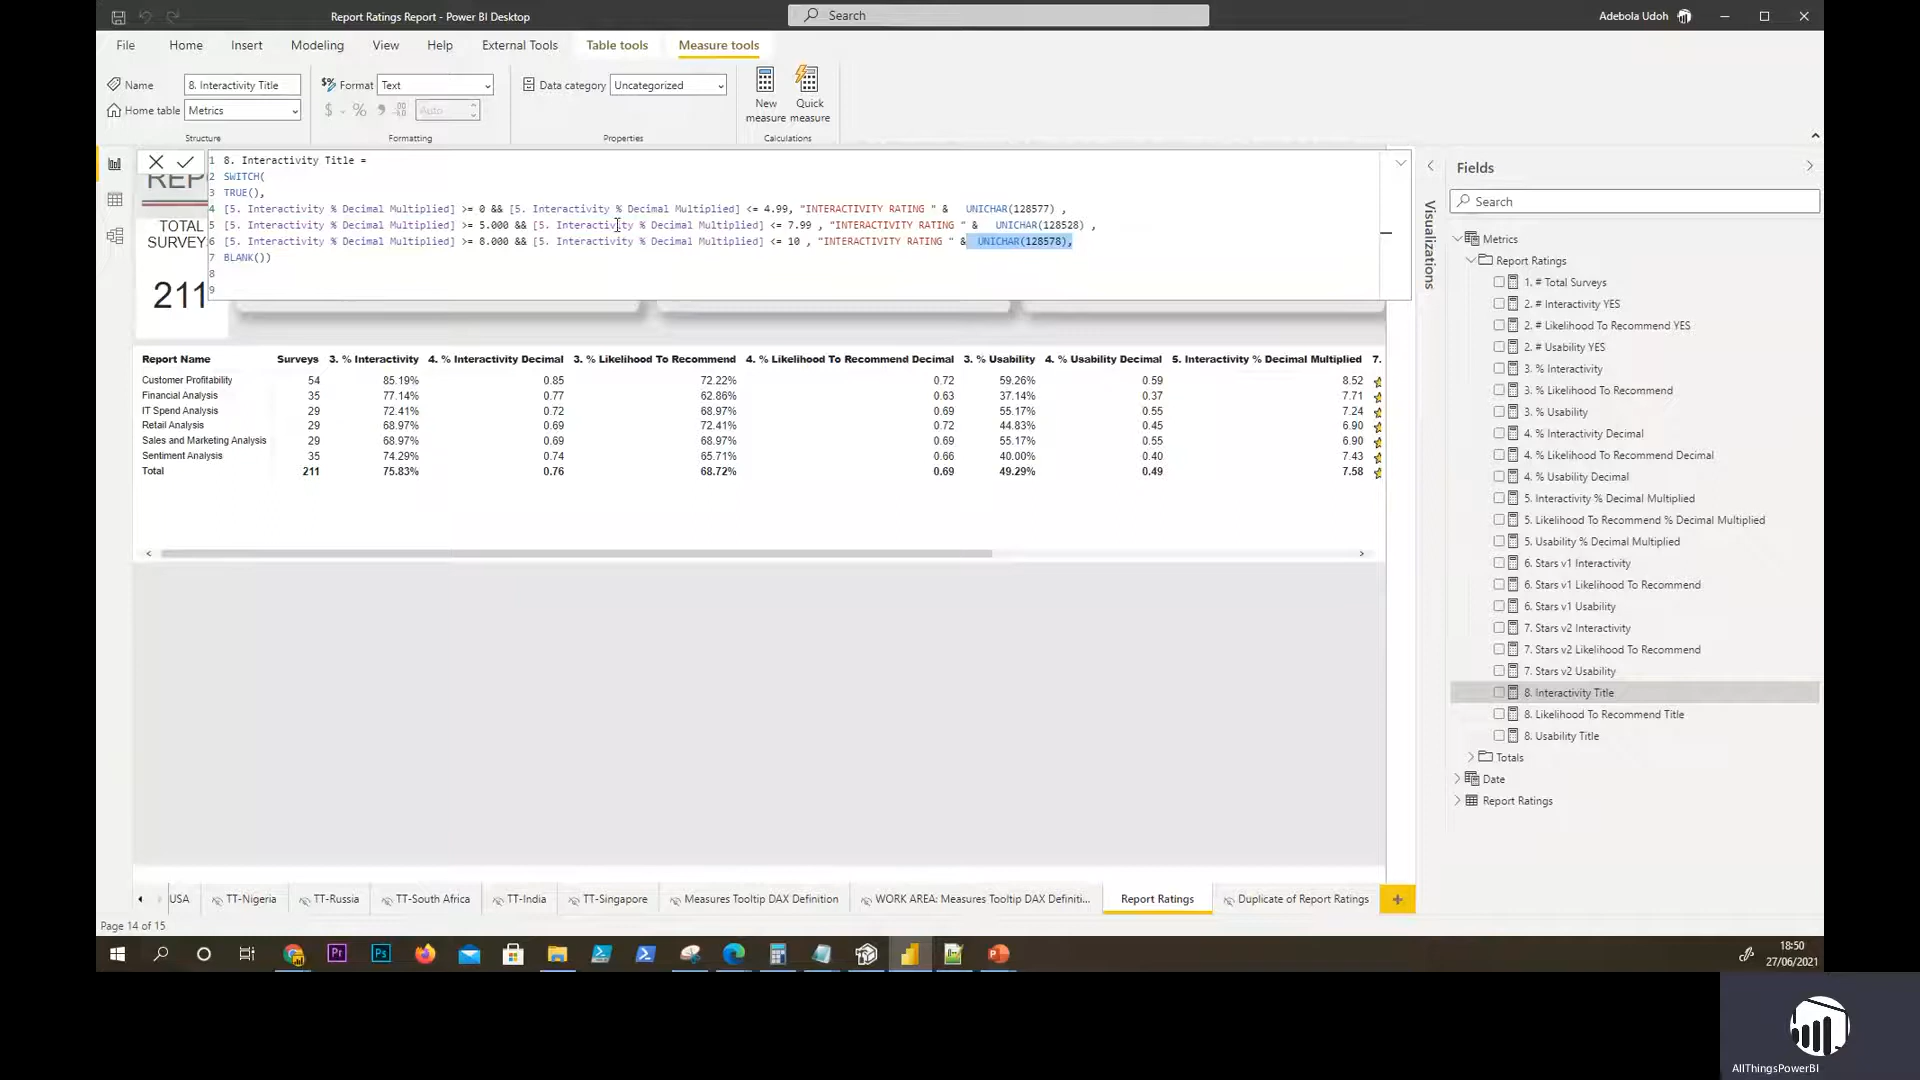 Report Ratings Report - Power BI Desktop
Search
Adebola Udoh
File Home Insert Modeling View Help External Tools Table tools Measure tools
Name 8. Interactivity Title
Home table Metrics
Structure
Format Text
$ % Auto
Formatting
Data category Uncategorized
Properties
New measure
Quick measure
Calculations
TOTAL
SURVEYS
211
1 8. Interactivity Title =
2 SWITCH(
3 TRUE(),
4 [5. Interactivity % Decimal Multiplied] >= 0 && [5. Interactivity % Decimal Multiplied] <= 4.99, "INTERACTIVITY RATING " & UNICHAR(128577) ,
5 [5. Interactivity % Decimal Multiplied] >= 5.000 && [5. Interactivity % Decimal Multiplied] <= 7.99 , "INTERACTIVITY RATING " & UNICHAR(128528) ,
6 [5. Interactivity % Decimal Multiplied] >= 8.000 && [5. Interactivity % Decimal Multiplied] <= 10 , "INTERACTIVITY RATING " & UNICHAR(128578),
7 BLANK())
8
9
Report Name Surveys 3. % Interactivity 4. % Interactivity Decimal 3. % Likelihood To Recommend 4. % Likelihood To Recommend Decimal 3. % Usability 4. % Usability Decimal 5. Interactivity % Decimal Multiplied 7.
Customer Profitability 54 85.19% 0.85 72.22% 0.72 59.26% 0.59 8.52
Financial Analysis 35 77.14% 0.77 62.86% 0.63 37.14% 0.37 7.71
IT Spend Analysis 29 72.41% 0.72 68.97% 0.69 55.17% 0.55 7.24
Retail Analysis 29 68.97% 0.69 72.41% 0.72 44.83% 0.45 6.90
Sales and Marketing Analysis 29 68.97% 0.69 68.97% 0.69 55.17% 0.55 6.90
Sentiment Analysis 35 74.29% 0.74 65.71% 0.66 40.00% 0.40 7.43
Total 211 75.83% 0.76 68.72% 0.69 49.29% 0.49 7.58
Visualizations
Fields
Search
Metrics
Report Ratings
1. # Total Surveys
2. # Interactivity YES
2. # Likelihood To Recommend YES
2. # Usability YES
3. % Interactivity
3. % Likelihood To Recommend
3. % Usability
4. % Interactivity Decimal
4. % Likelihood To Recommend Decimal
4. % Usability Decimal
5. Interactivity % Decimal Multiplied
5. Likelihood To Recommend % Decimal Multiplied
5. Usability % Decimal Multiplied
6. Stars v1 Interactivity
6. Stars v1 Likelihood To Recommend
6. Stars v1 Usability
7. Stars v2 Interactivity
7. Stars v2 Likelihood To Recommend
7. Stars v2 Usability
8. Interactivity Title
8. Likelihood To Recommend Title
8. Usability Title
Totals
Date
Report Ratings
USA TT-Nigeria TT-Russia TT-South Africa TT-India TT-Singapore Measures Tooltip DAX Definition WORK AREA: Measures Tooltip DAX Definiti... Report Ratings Duplicate of Report Ratings +
Page 14 of 15
Pr Ps
18:50
27/06/2021
AllThingsPowerBI